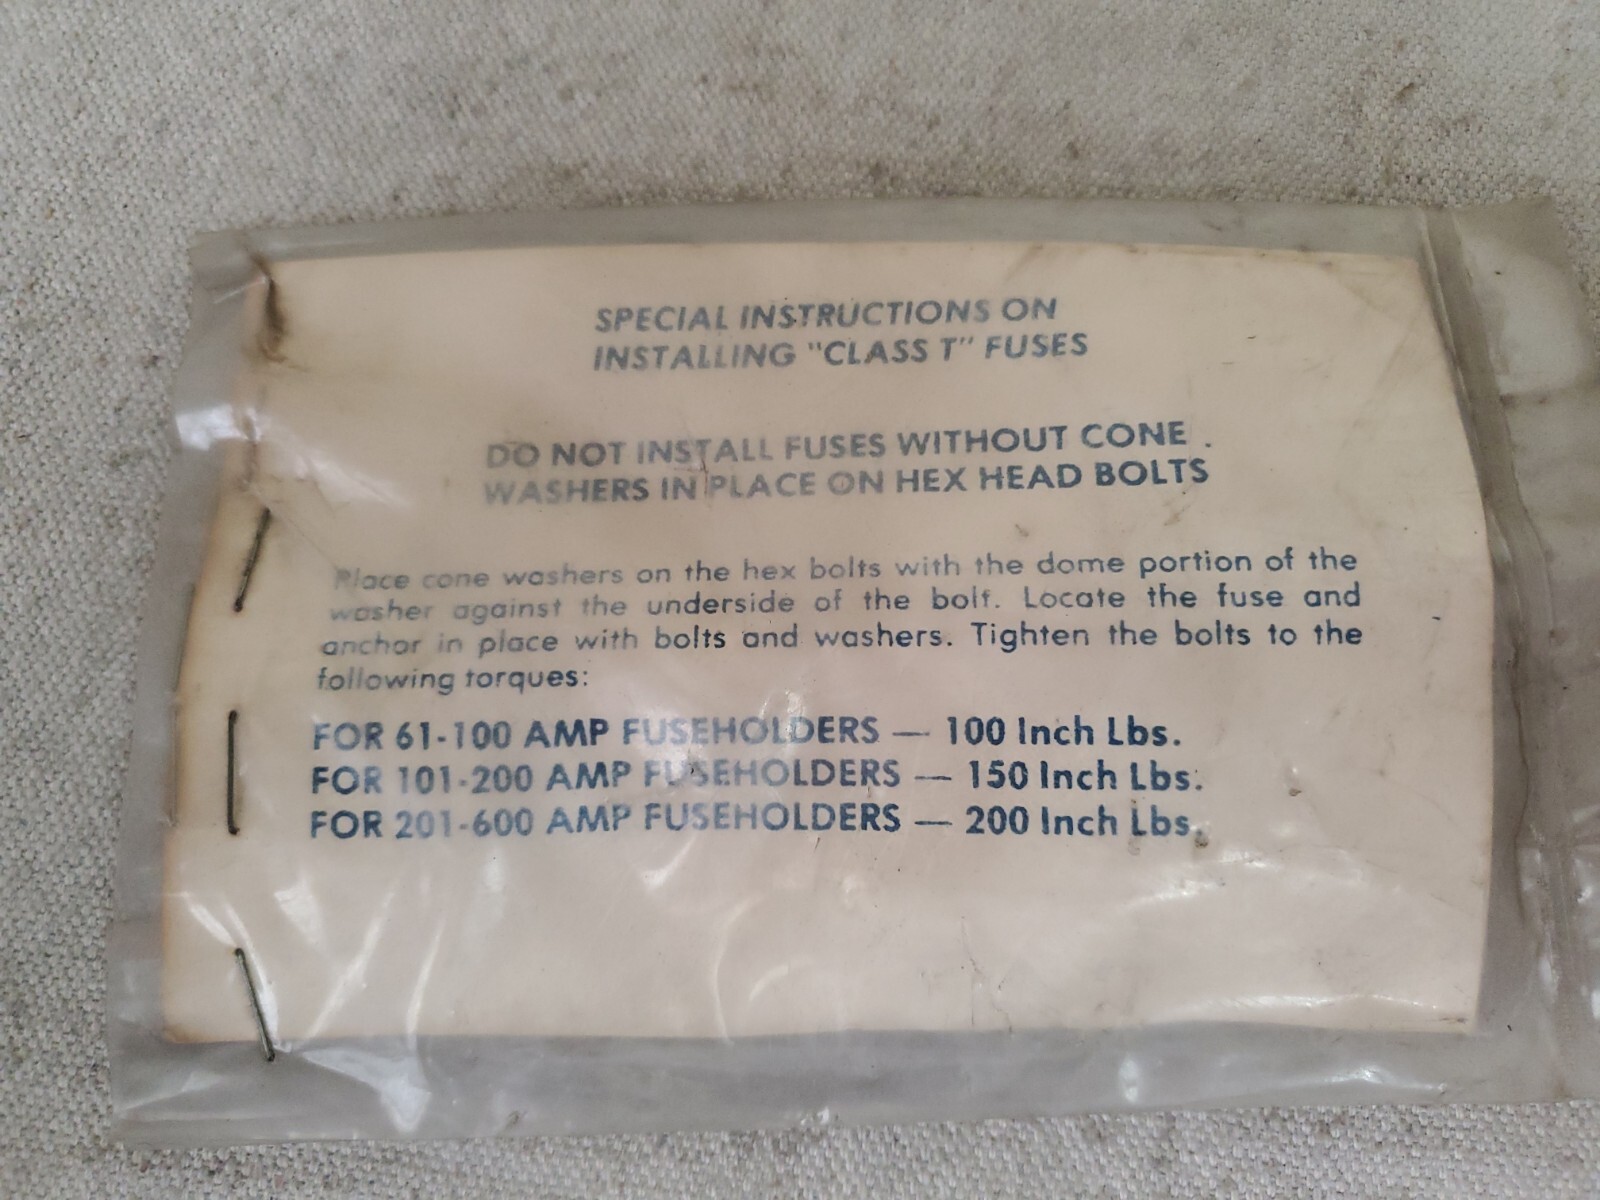 SPECIAL INSTRUCTIONS ON
INSTALLING "CLASS T" FUSES
DO NOT INSTALL FUSES WITHOUT CONE .
WASHERS IN PLACE ON HEX HEAD BOLTS
Place cone washers on the hex bolts with the dome portion of the
washer against the underside of the bolt. Locate the fuse and
anchor in place with bolts and washers. Tighten the bolts to the
following torques:
FOR 61-100 AMP FUSEHOLDERS — 100 Inch Lbs.
FOR 101-200 AMP FUSEHOLDERS — 150 Inch Lbs.
FOR 201-600 AMP FUSEHOLDERS — 200 Inch Lbs.